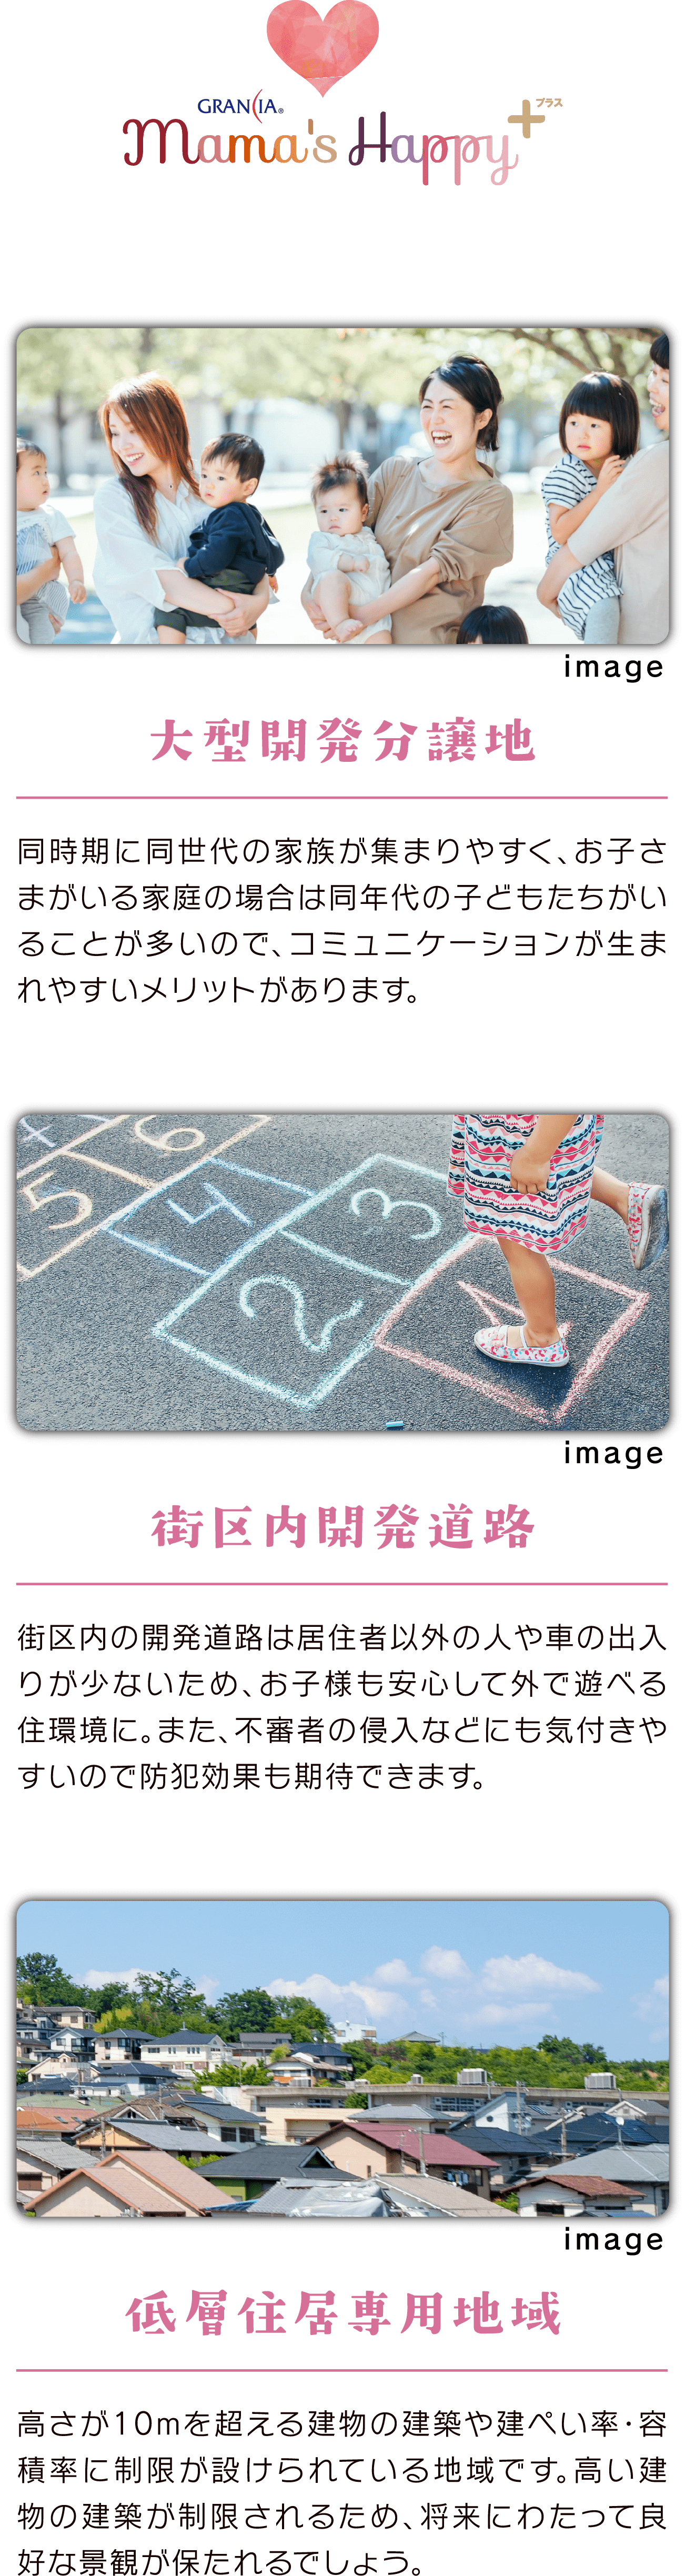 GRANCIA®
Mama's Happy+
プラス
image
大型開発分譲地
同時期に同世代の家族が集まりやすく、お子さ
まがいる家庭の場合は同年代の子どもたちがい
ることが多いので、コミュニケーションが生ま
れやすいメリットがあります。
6
5
4
3
2
1
image
街区内開発道路
街区内の開発道路は居住者以外の人や車の出入
りが少ないため、お子様も安心して外で遊べる
住環境に。また、不審者の侵入などにも気付きや
すいので防犯効果も期待できます。
image
低層住居専用地域
高さが10mを超える建物の建築や建ぺい率・容
積率に制限が設けられている地域です。高い建
物の建築が制限されるため、将来にわたって良
好な景観が保たれるでしょう。